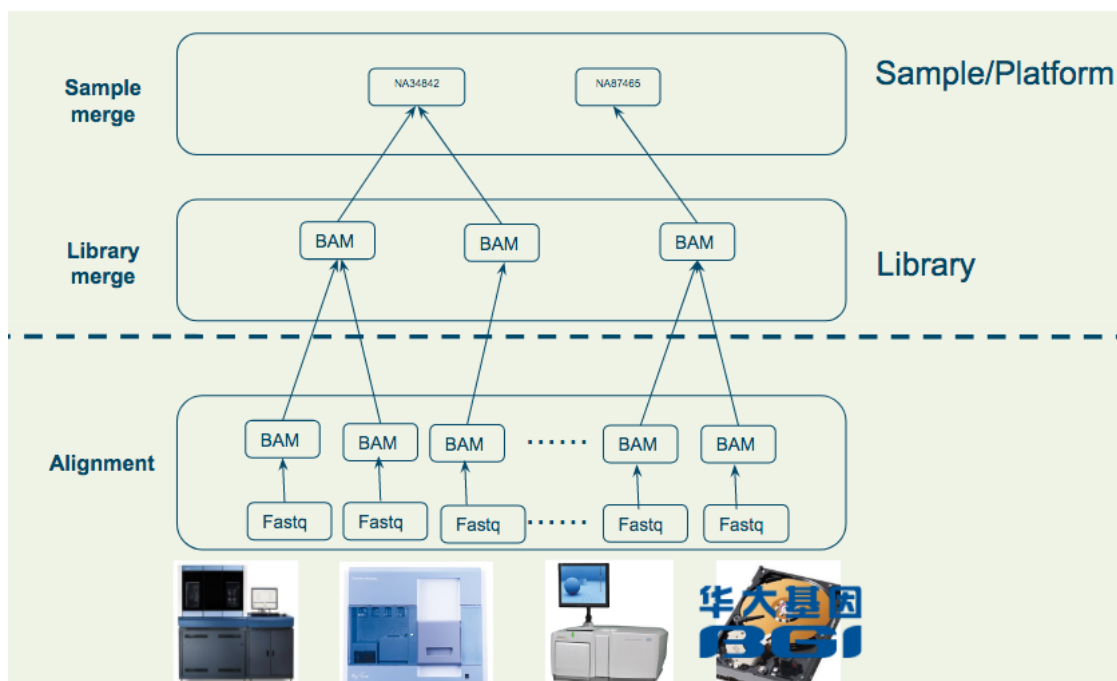 Sample/Platform
Sample
merge
NA34842
NA87465
Library
merge
BAM
BAM
BAM
Library
Alignment
BAM
BAM
BAM
......
BAM
BAM
Fastq
Fastq
Fastq
......
Fastq
Fastq
华大基因
BGI